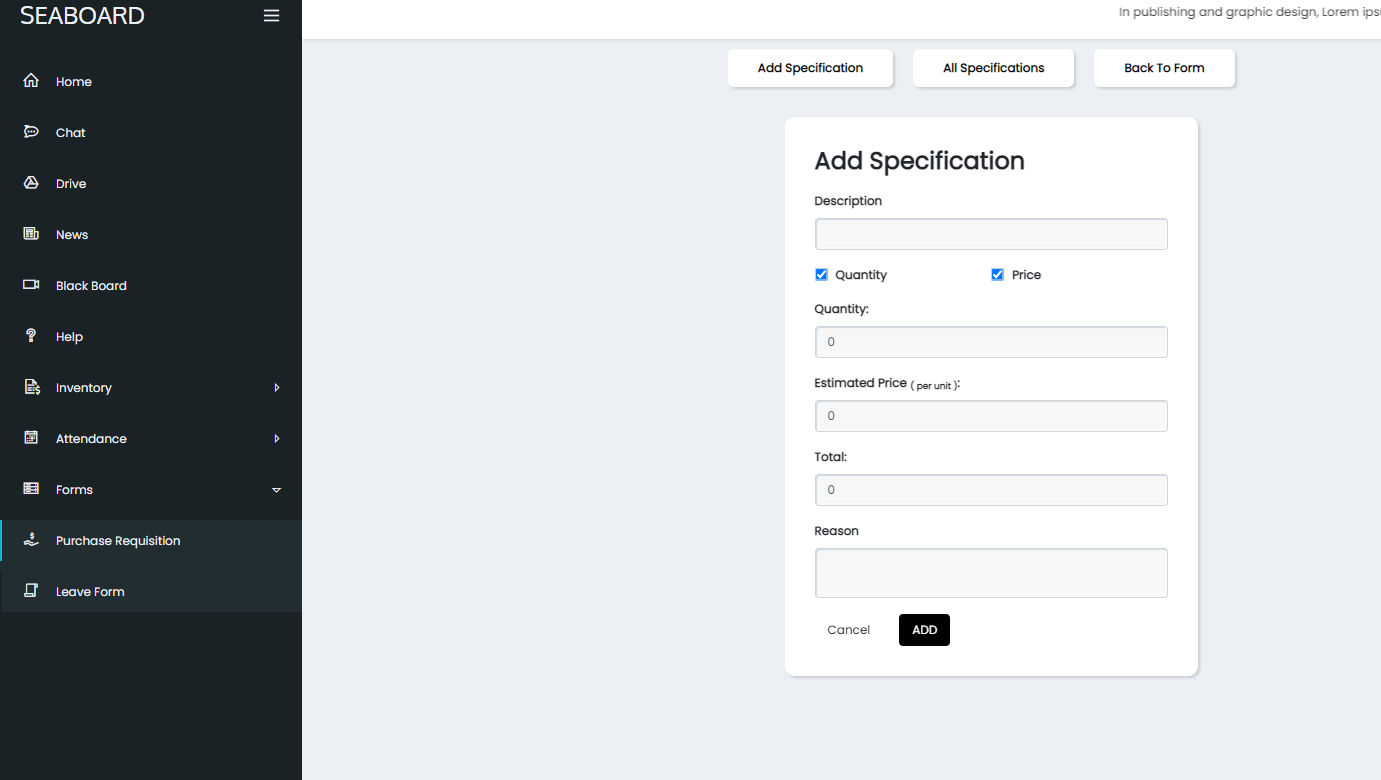 SEABOARD
Home
Chat
Drive
News
Black Board
Help
Inventory
Attendance
Forms
Purchase Requisition
Leave Form
In publishing and graphic design, Lorem
Add Specification
All Specifications
Back To Form
Add Specification
Description
Quantity
Price
Quantity:
0
Estimated Price ( per unit ):
0
Total:
0
Reason
Cancel
ADD